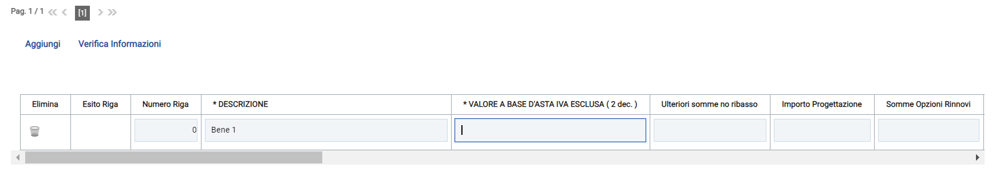 Pag. 1 / 1 [1]
Aggiungi Verifica Informazioni
Elimina Esito Riga Numero Riga * DESCRIZIONE * VALORE A BASE D'ASTA IVA ESCLUSA ( 2 dec. ) Ulteriori somme no ribasso Importo Progettazione Somme Opzioni Rinnovi
0 Bene 1